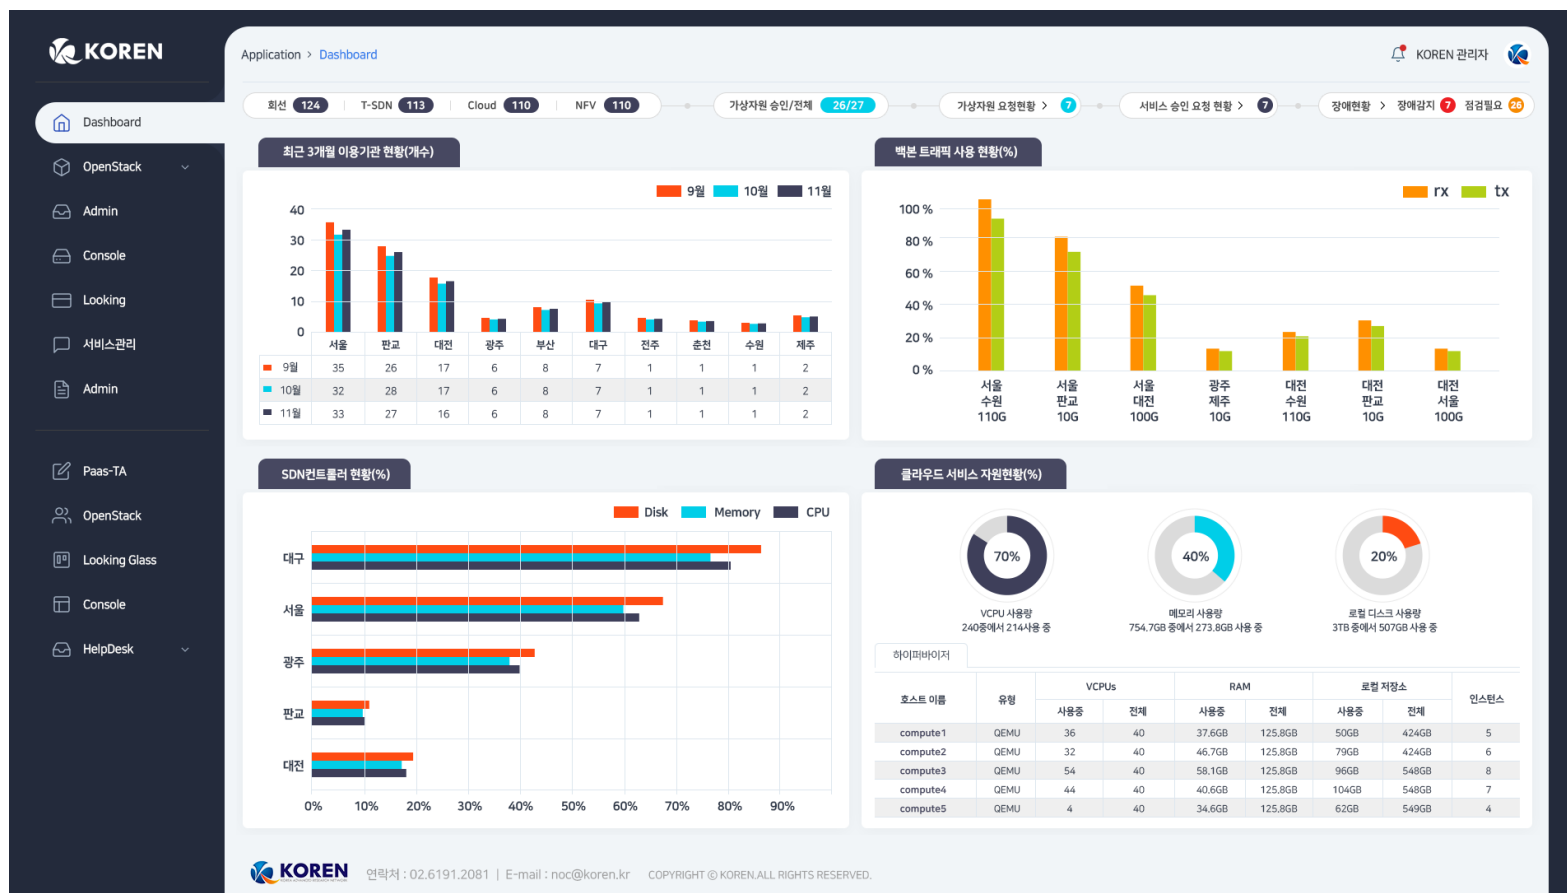 KOREN
Dashboard
OpenStack
Admin
Console
Looking
서비스관리
Admin
Paas-TA
OpenStack
Looking Glass
Console
HelpDesk
Application > Dashboard
KOREN 관리자
회선 124 T-SDN 113 Cloud 110 NFV 110
가상자원 승인/전체 26/27
가상자원 요청현황 > 7
서비스 승인 요청 현황 > 7
장애현황 > 장애감지 7 점검필요 26
최근 3개월 이용기관 현황(개수)
9월 10월 11월
40
30
20
10
0
서울 판교 대전 광주 부산 대구 전주 춘천 수원 제주
9월 35 26 17 6 8 7 1 1 1 2
10월 32 28 17 6 8 7 1 1 1 2
11월 33 27 16 6 8 7 1 1 1 2
백본 트래픽 사용 현황(%)
rx tx
100 %
80 %
60 %
40 %
20 %
0 %
서울 서울 서울 광주 대전 대전 대전
수원 판교 대전 제주 수원 판교 서울
110G 10G 100G 10G 110G 10G 100G
SDN컨트롤러 현황(%)
Disk Memory CPU
대구
서울
광주
판교
대전
0% 10% 20% 30% 40% 50% 60% 70% 80% 90%
클라우드 서비스 자원현황(%)
70% 40% 20%
VCPU 사용량 메모리 사용량 로컬 디스크 사용량
240중에서 214사용 중 754.7GB 중에서 273.8GB 사용 중 3TB 중에서 507GB 사용 중
하이퍼바이저
호스트 이름 유형 VCPUs RAM 로컬 저장소 인스턴스
사용중 전체 사용중 전체 사용중 전체
compute1 QEMU 36 40 37.6GB 125.8GB 50GB 424GB 5
compute2 QEMU 32 40 46.7GB 125.8GB 79GB 424GB 6
compute3 QEMU 54 40 58.1GB 125.8GB 96GB 548GB 8
compute4 QEMU 44 40 40.6GB 125.8GB 104GB 548GB 7
compute5 QEMU 4 40 34.6GB 125.8GB 62GB 549GB 4
KOREN 연락처 : 02.6191.2081 | E-mail : noc@koren.kr COPYRIGHT © KOREN.ALL RIGHTS RESERVED.